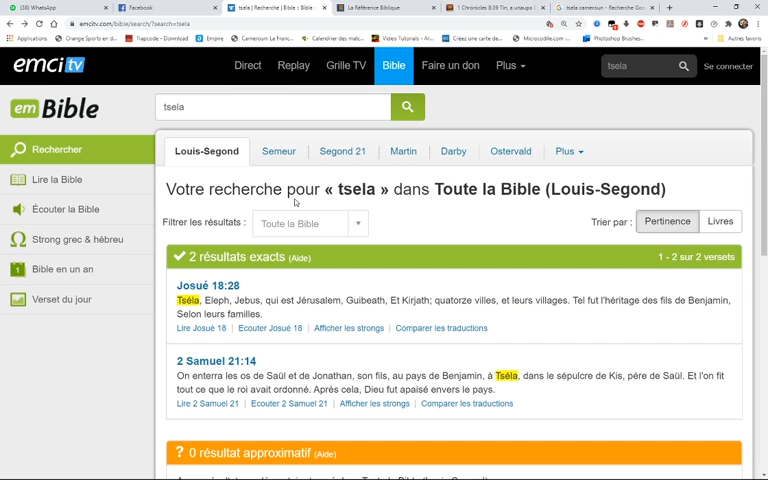 (38) WhatsApp
Facebook
tsela | Recherche | Bible :: Bible
La Référence Biblique
1 Chronicles 8.09 Tin, a unaupa
tsela cameroun - Recherche Goo
emcitv.com/bible/search/?search=tsela
Applications
Orange Sports en d...
Trapcode - Download
Empire
Cameroun La Franc...
Calendrier des matc...
Video Tutorials - Ar...
Créez une carte de...
Microcode.com...
Photoshop Brushes...
Autres favoris
emci tv
Direct
Replay
Grille TV
Bible
Faire un don
Plus
tsela
Se connecter
em Bible
tsela
Rechercher
Lire la Bible
Écouter la Bible
Strong grec & hébreu
Bible en un an
Verset du jour
Louis-Segond
Semeur
Segond 21
Martin
Darby
Ostervald
Plus
Votre recherche pour « tsela » dans Toute la Bible (Louis-Segond)
Filtrer les résultats :
Toute la Bible
Trier par :
Pertinence
Livres
2 résultats exacts (Aide)
1 - 2 sur 2 versets
Josué 18:28
Tséla, Eleph, Jebus, qui est Jérusalem, Guibeath, Et Kirjath; quatorze villes, et leurs villages. Tel fut l'héritage des fils de Benjamin,
Selon leurs familles.
Lire Josué 18 | Ecouter Josué 18 | Afficher les strongs | Comparer les traductions
2 Samuel 21:14
On enterra les os de Saül et de Jonathan, son fils, au pays de Benjamin, à Tséla, dans le sépulcre de Kis, père de Saül. Et l'on fit
tout ce que le roi avait ordonné. Après cela, Dieu fut apaisé envers le pays.
Lire 2 Samuel 21 | Ecouter 2 Samuel 21 | Afficher les strongs | Comparer les traductions
? 0 résultat approximatif (Aide)